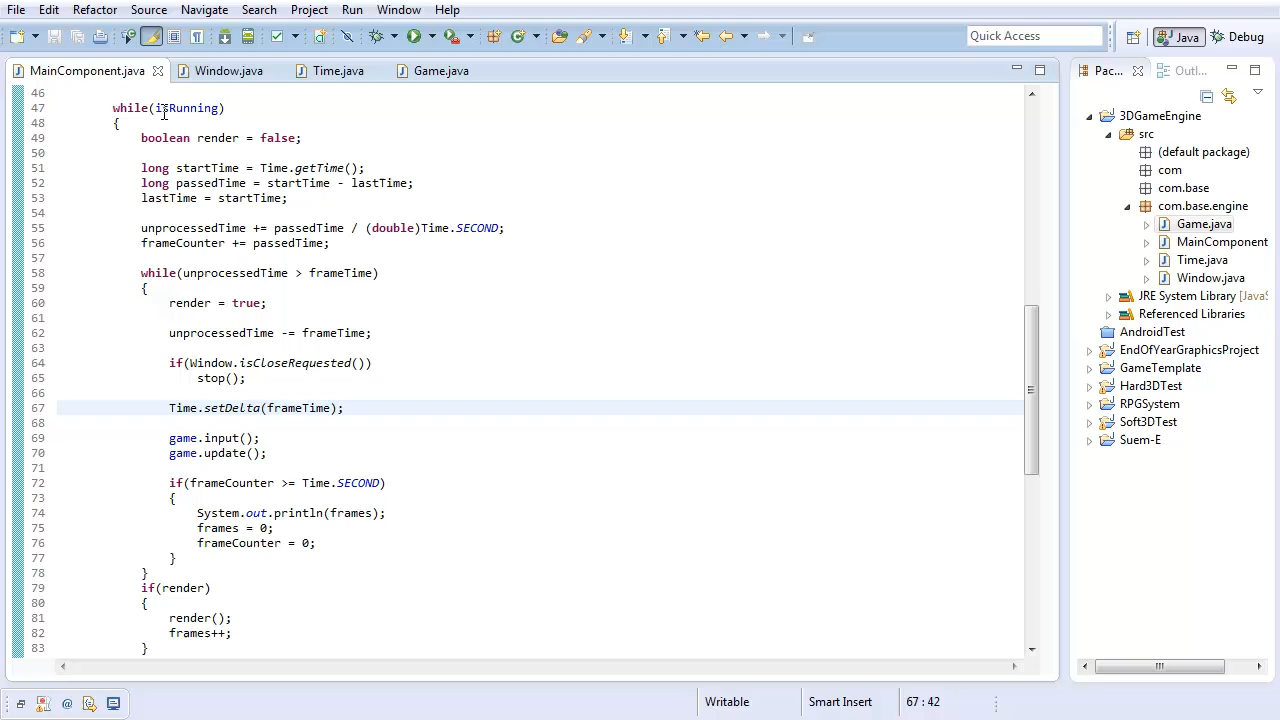 File Edit Refactor Source Navigate Search Project Run Window Help
Quick Access Java Debug
MainComponent.java Window.java Time.java Game.java
46
47 while(isRunning)
48 {
49 boolean render = false;
50
51 long startTime = Time.getTime();
52 long passedTime = startTime - lastTime;
53 lastTime = startTime;
54
55 unprocessedTime += passedTime / (double)Time.SECOND;
56 frameCounter += passedTime;
57
58 while(unprocessedTime > frameTime)
59 {
60 render = true;
61
62 unprocessedTime -= frameTime;
63
64 if(Window.isCloseRequested())
65 stop();
66
67 Time.setDelta(frameTime);
68
69 game.input();
70 game.update();
71
72 if(frameCounter >= Time.SECOND)
73 {
74 System.out.println(frames);
75 frames = 0;
76 frameCounter = 0;
77 }
78 }
79 if(render)
80 {
81 render();
82 frames++;
83 }
Pac... Outl...
3DGameEngine
src
(default package)
com
com.base
com.base.engine
Game.java
MainComponent
Time.java
Window.java
JRE System Library [JavaS
Referenced Libraries
AndroidTest
EndOfYearGraphicsProject
GameTemplate
Hard3DTest
RPGSystem
Soft3DTest
Suem-E
Writable Smart Insert 67 : 42